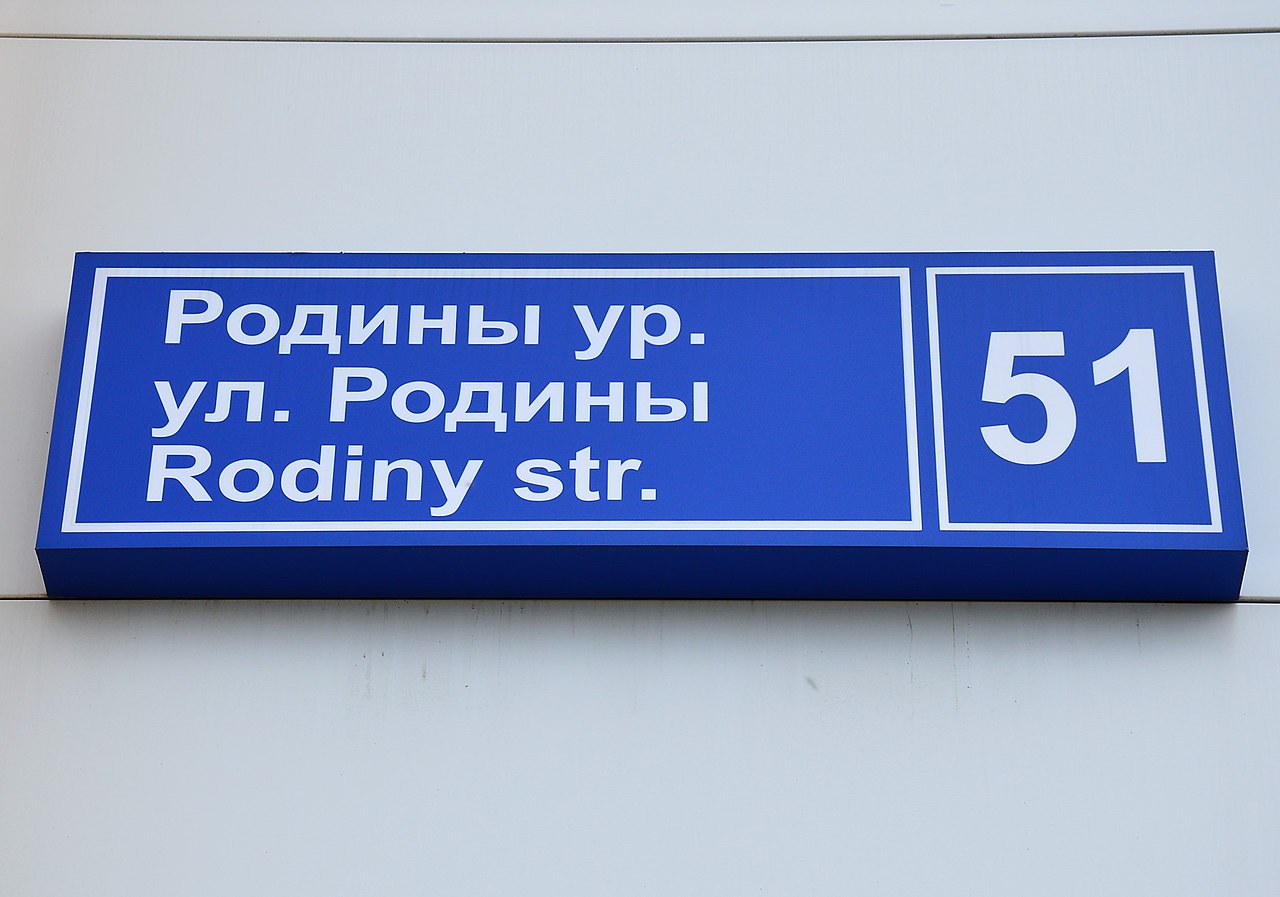 Родины ур.
ул. Родины
Rodiny str.
51